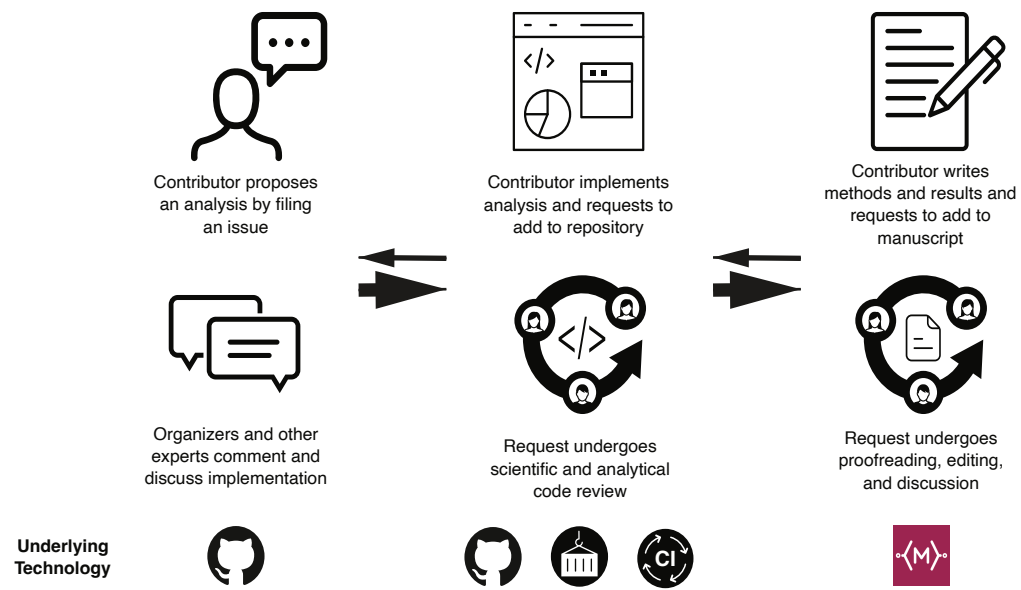 Contributor proposes
an analysis by filing
an issue
Contributor implements
analysis and requests to
add to repository
Contributor writes
methods and results and
requests to add to
manuscript
Organizers and other
experts comment and
discuss implementation
Request undergoes
scientific and analytical
code review
Request undergoes
proofreading, editing,
and discussion
Underlying
Technology
CI
M